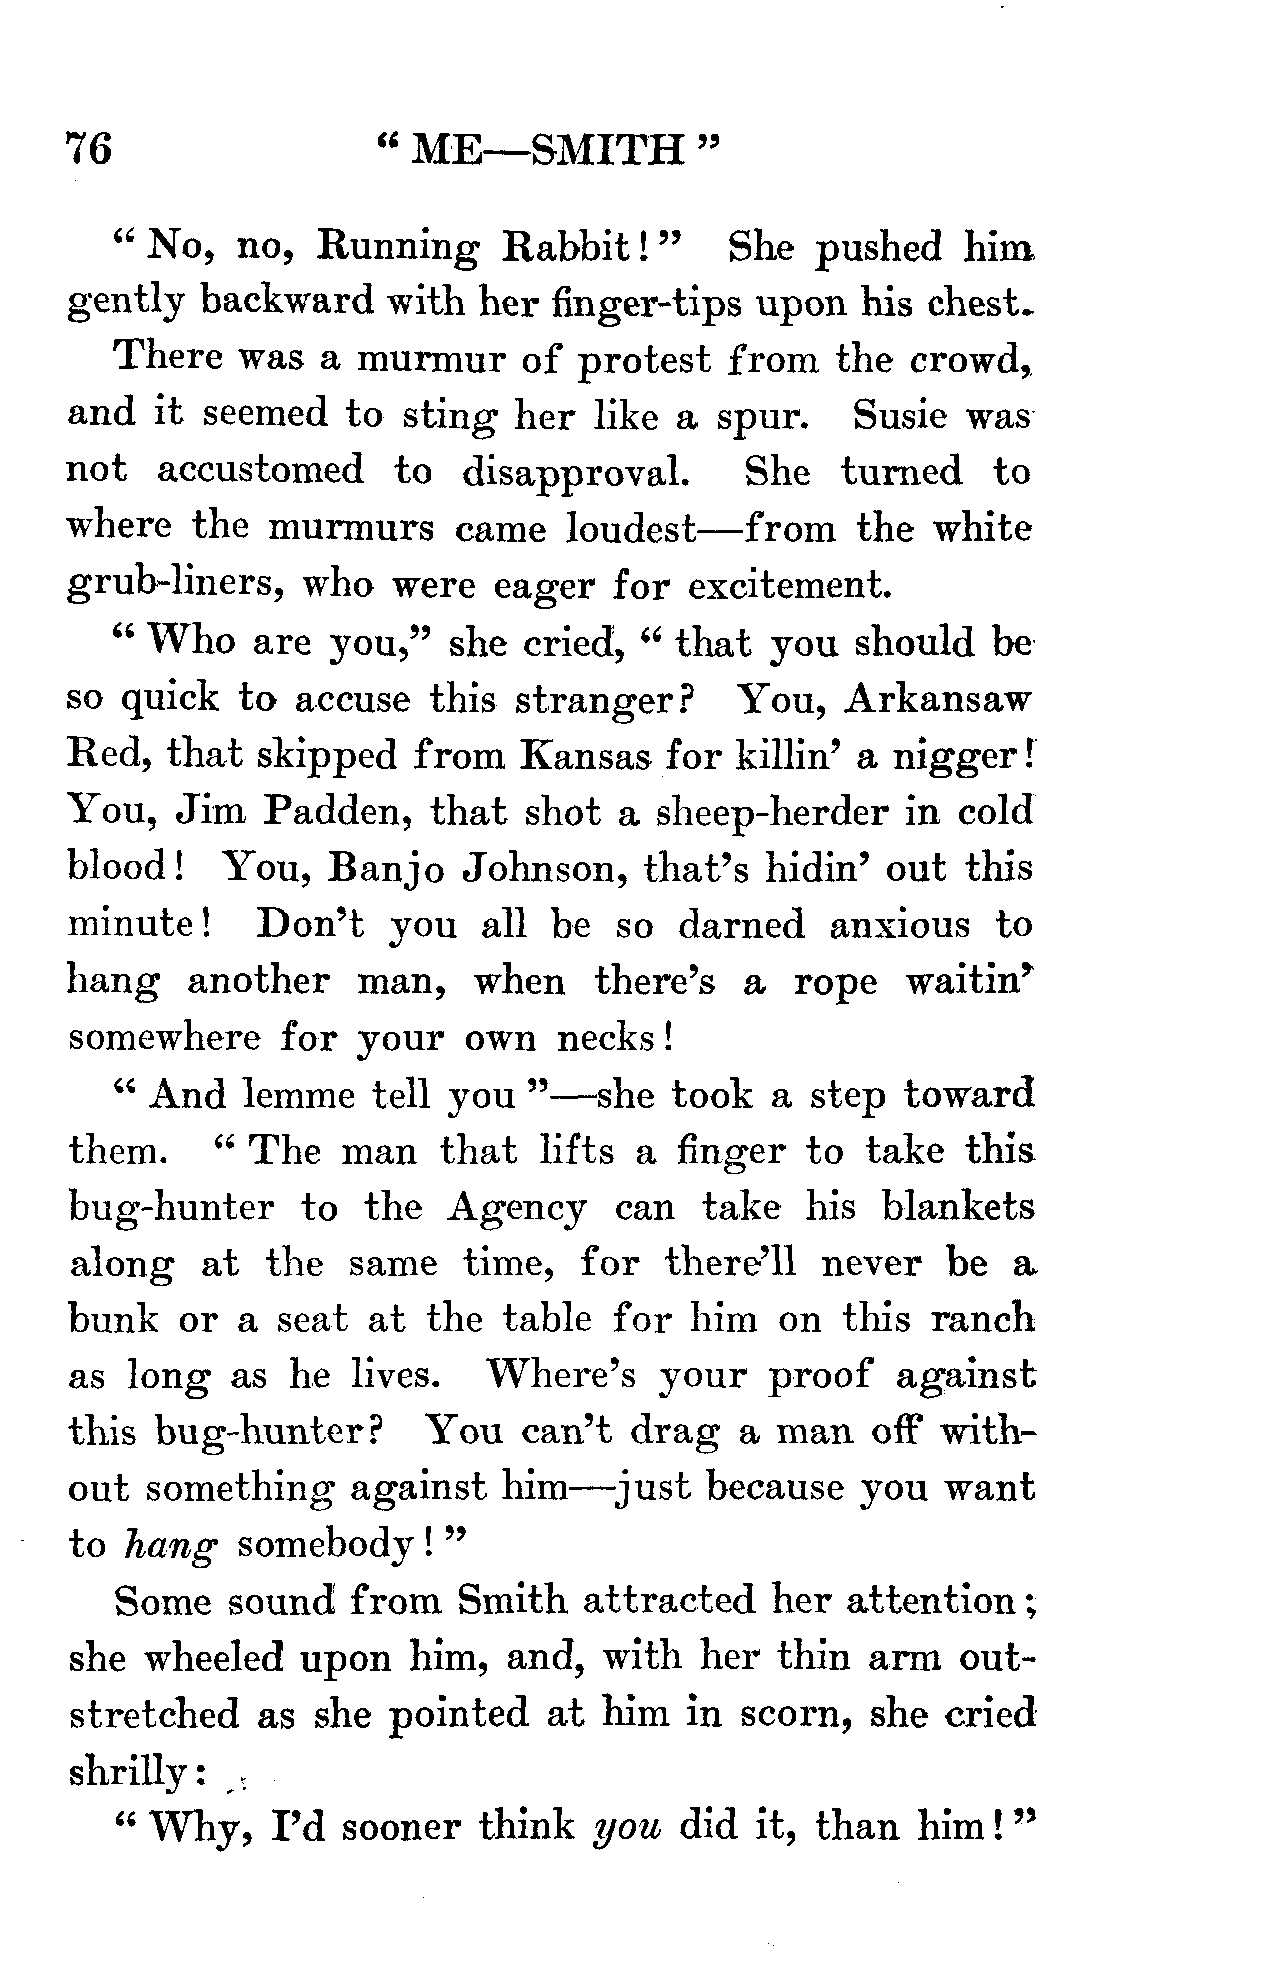 76 " ME—SMITH "
" No, no, Running Rabbit! " She pushed him
gently backward with her finger-tips upon his chest.
There was a murmur of protest from the crowd,
and it seemed to sting her like a spur. Susie was
not accustomed to disapproval. She turned to
where the murmurs came loudest—from the white
grub-liners, who were eager for excitement.
" Who are you," she cried, " that you should be
so quick to accuse this stranger? You, Arkansaw
Red, that skipped from Kansas for killin' a nigger!
You, Jim Padden, that shot a sheep-herder in cold
blood! You, Banjo Johnson, that's hidin' out this
minute! Don't you all be so darned anxious to
hang another man, when there's a rope waitin'
somewhere for your own necks!
" And lemme tell you "—she took a step toward
them. " The man that lifts a finger to take this
bug-hunter to the Agency can take his blankets
along at the same time, for there'll never be a
bunk or a seat at the table for him on this ranch
as long as he lives. Where's your proof against
this bug-hunter? You can't drag a man off with-
out something against him—just because you want
to hang somebody! "
Some sound from Smith attracted her attention;
she wheeled upon him, and, with her thin arm out-
stretched as she pointed at him in scorn, she cried
shrilly:
" Why, I'd sooner think you did it, than him! "